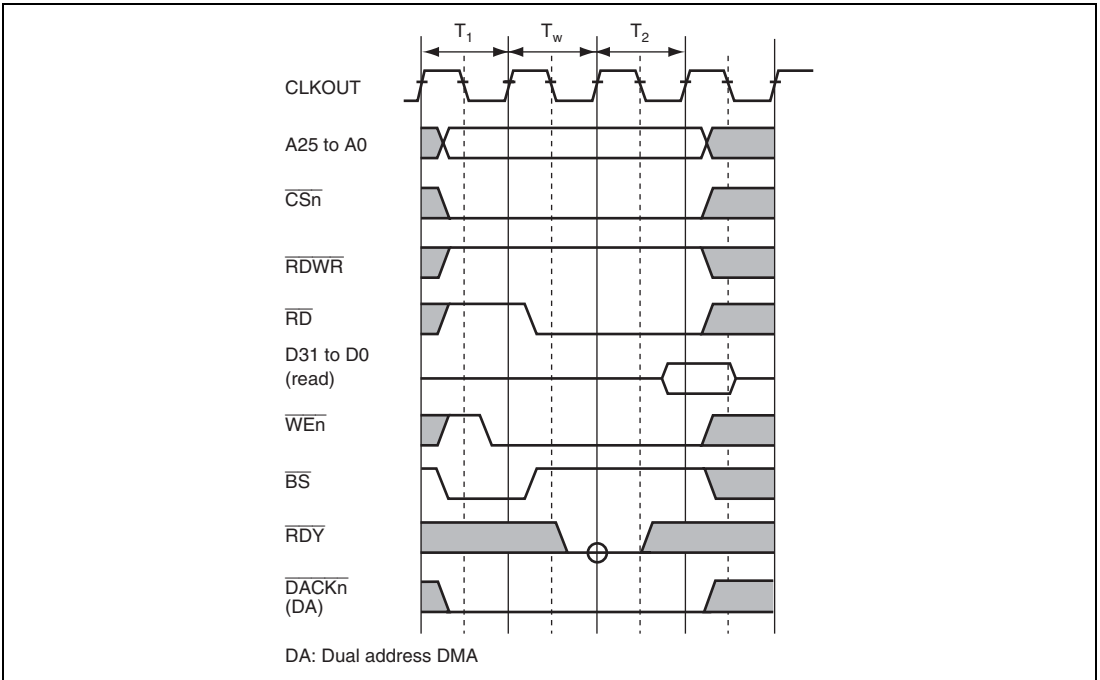 T1 Tw T2
CLKOUT
A25 to A0
CSn
RDWR
RD
D31 to D0
(read)
WEn
BS
RDY
DACKn
(DA)
DA: Dual address DMA